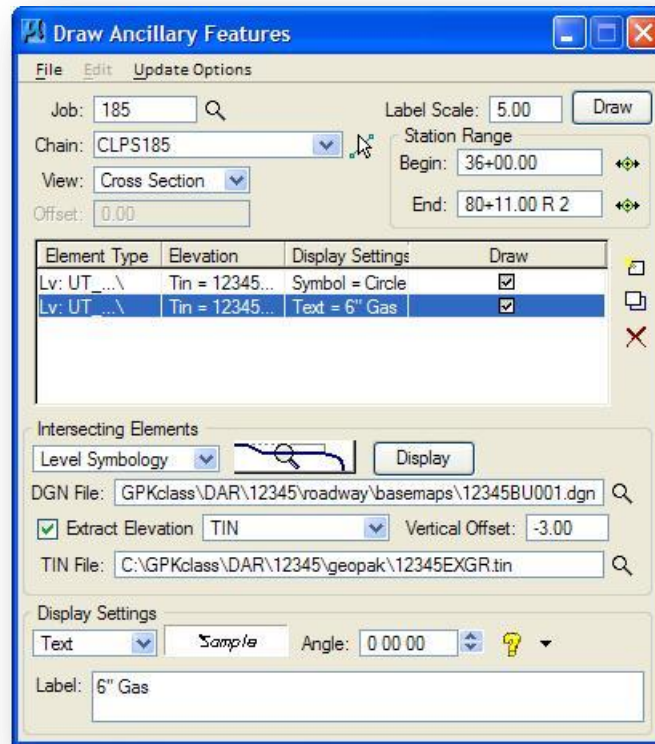 Draw Ancillary Features
File Edit Update Options
Job: 185 Label Scale: 5.00 Draw
Chain: CLPS185 Station Range
Begin: 36+00.00
View: Cross Section
End: 80+11.00 R 2
Offset: 0.00
Element Type Elevation Display Settings Draw
Lv: UT_...\ Tin = 12345... Symbol = Circle
Lv: UT_...\ Tin = 12345... Text = 6" Gas
Intersecting Elements
Level Symbology Display
DGN File: GPKclass\DAR\12345\roadway\basemaps\12345BU001.dgn
Extract Elevation TIN Vertical Offset: -3.00
TIN File: C:\GPKclass\DAR\12345\geopak\12345EXGR.tin
Display Settings
Text Sample Angle: 0 00 00
Label: 6" Gas